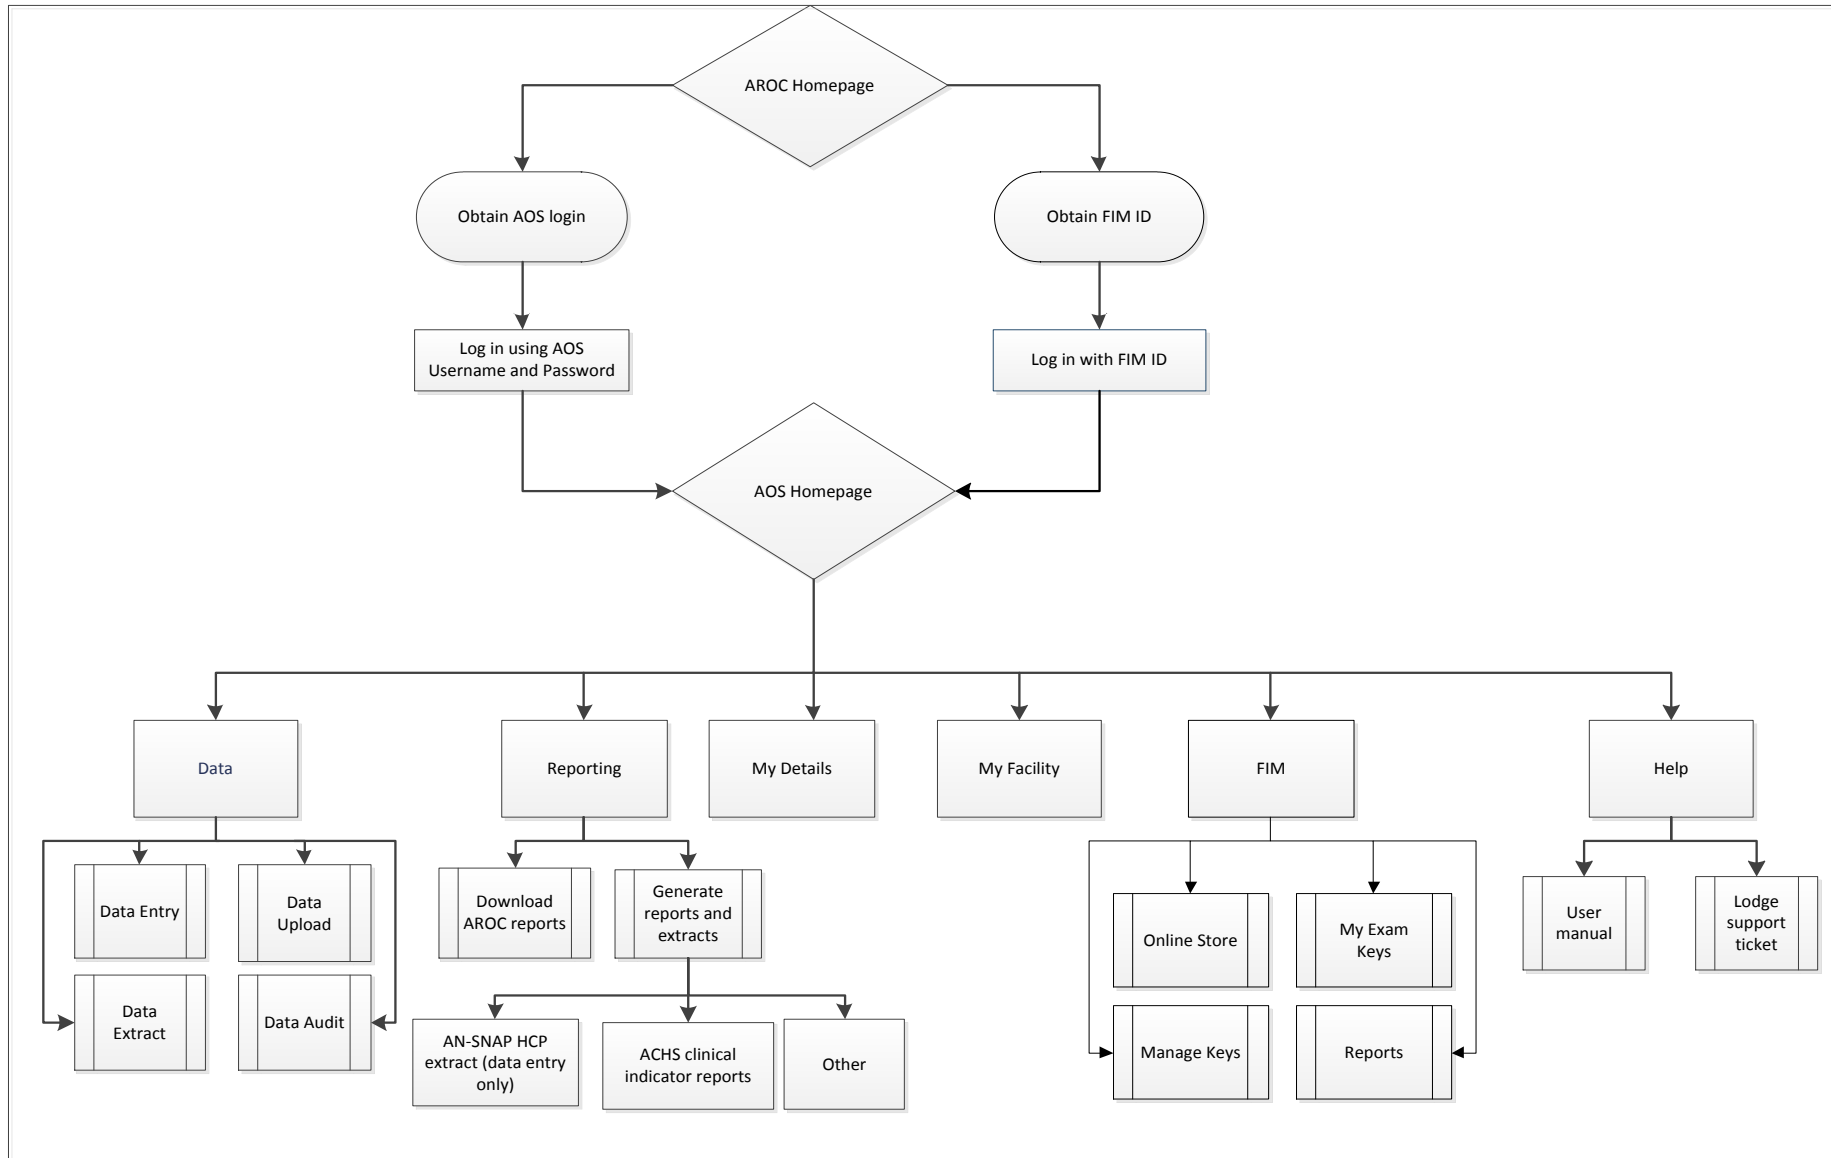 AROC Homepage
Obtain AOS login
Obtain FIM ID
Log in using AOS
Username and Password
Log in with FIM ID
AOS Homepage
Data
Reporting
My Details
My Facility
FIM
Help
Data Entry
Data
Upload
Data
Extract
Data Audit
Download
AROC reports
Generate
reports and
extracts
AN-SNAP HCP
extract (data entry
only)
ACHS clinical
indicator reports
Other
Online Store
My Exam
Keys
Manage Keys
Reports
User
manual
Lodge
support
ticket